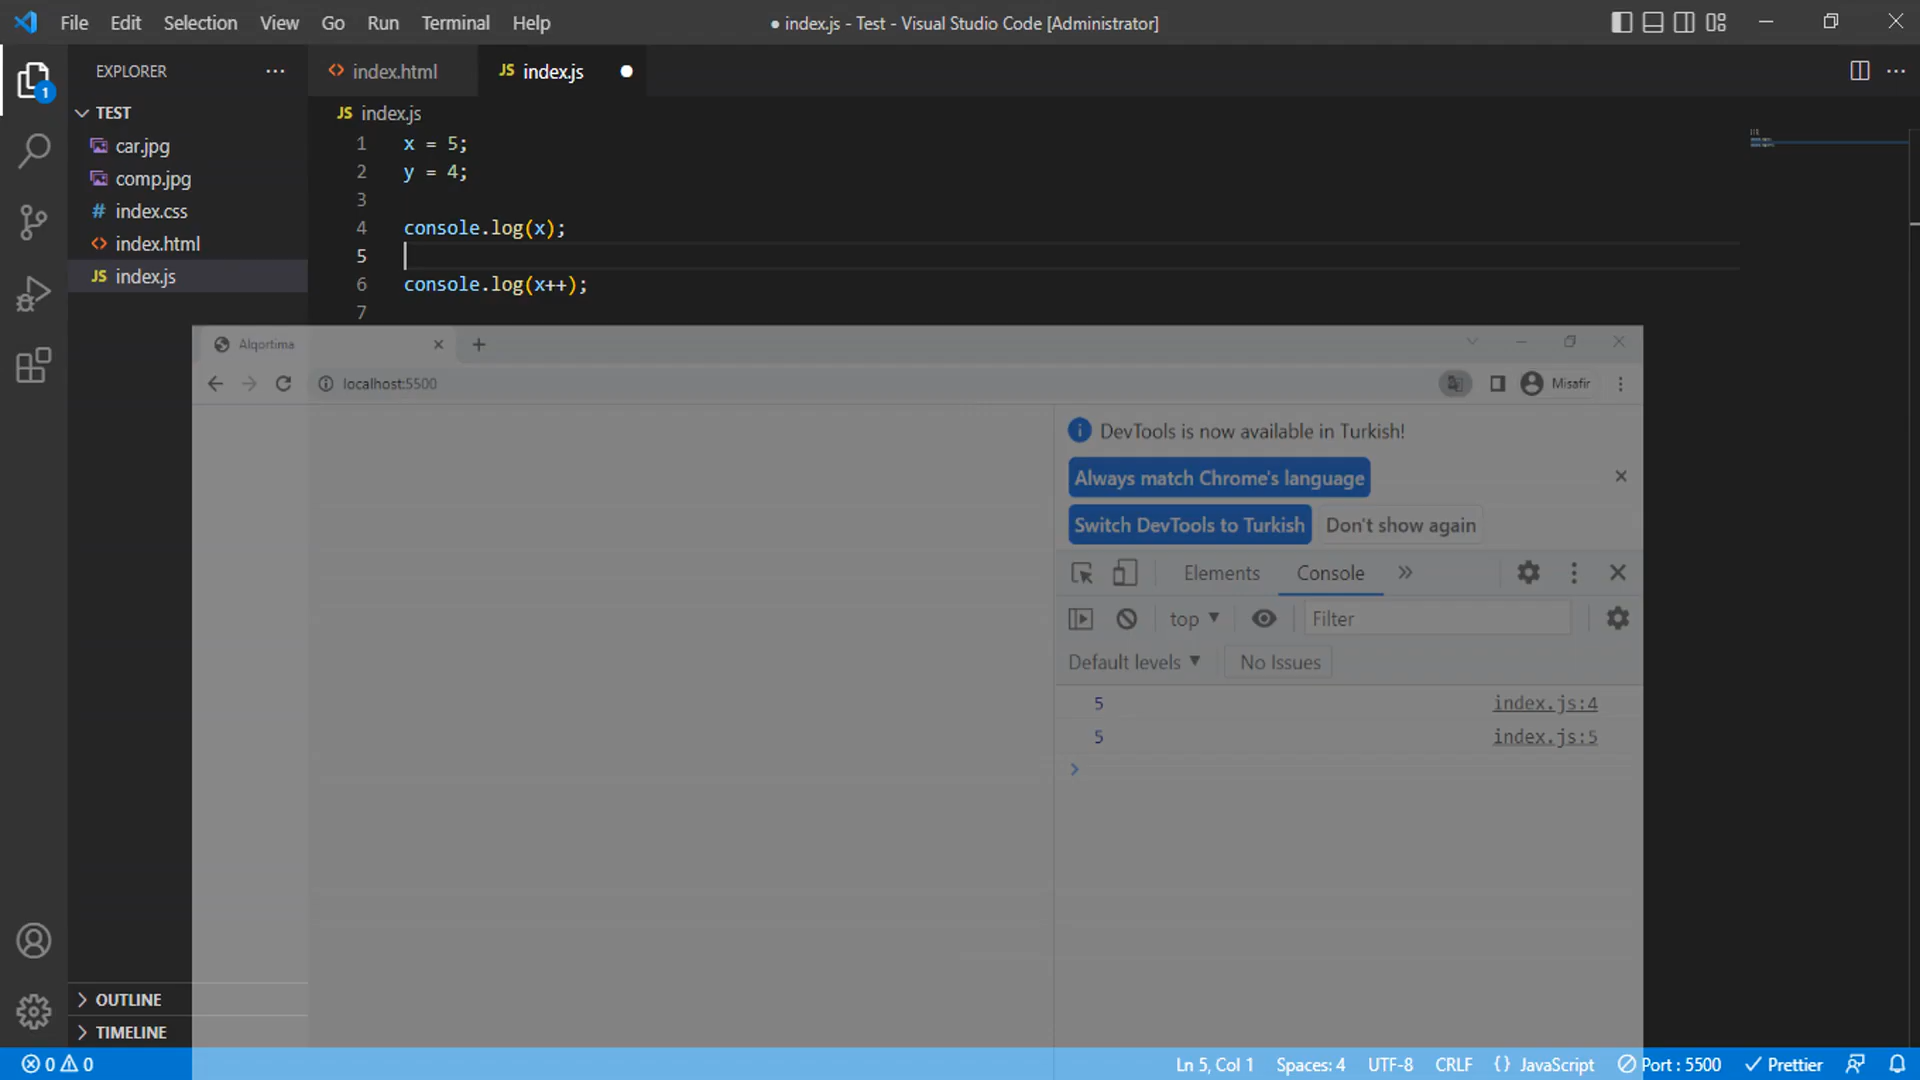 File Edit Selection View Go Run Terminal Help
● index.js - Test - Visual Studio Code [Administrator]
EXPLORER
index.html
JS index.js
1
TEST
JS index.js
car.jpg
comp.jpg
# index.css
index.html
JS index.js
1 x = 5;
2 y = 4;
3
4 console.log(x);
5
6 console.log(x++);
7
Alqortima
localhost:5500
Misafir
DevTools is now available in Turkish!
Always match Chrome's language
Switch DevTools to Turkish Don't show again
Elements Console
top Filter
Default levels No Issues
5 index.js:4
5 index.js:5
OUTLINE
TIMELINE
0 0 Ln 5, Col 1 Spaces: 4 UTF-8 CRLF {} JavaScript Port : 5500 Prettier